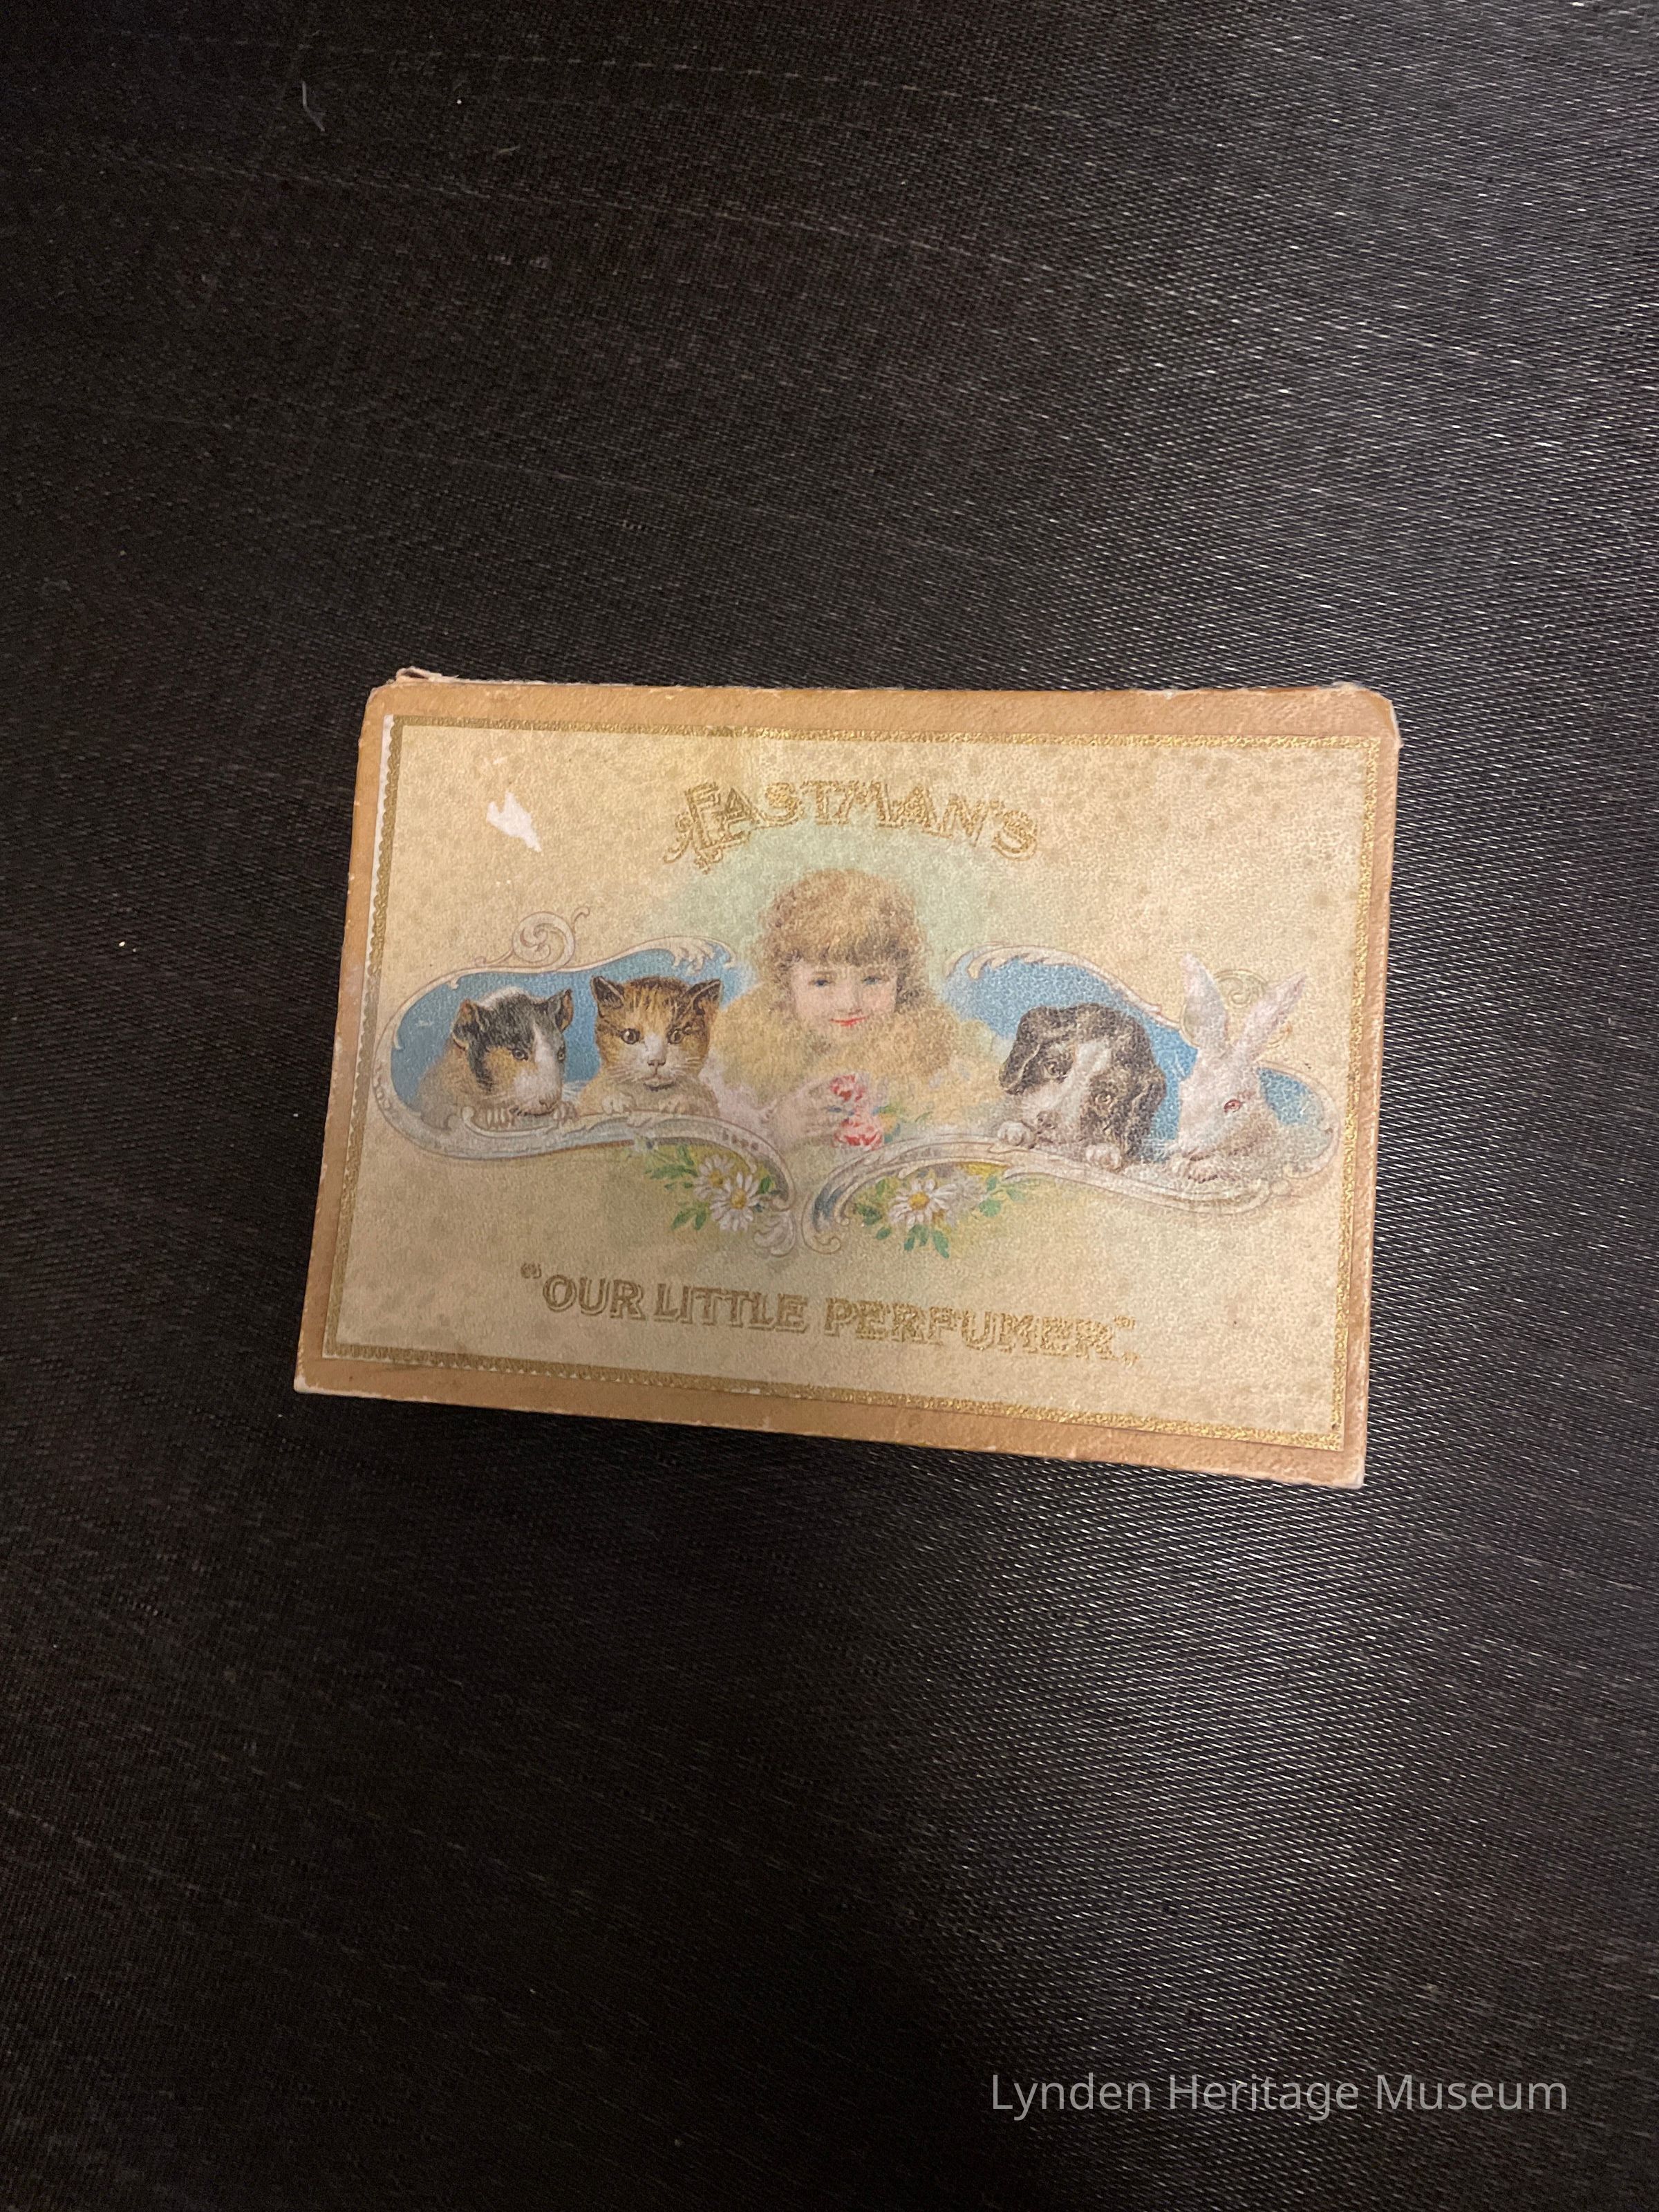 EASTMAN'S
"OUR LITTLE PERFUMER"
Lynden Heritage Museum